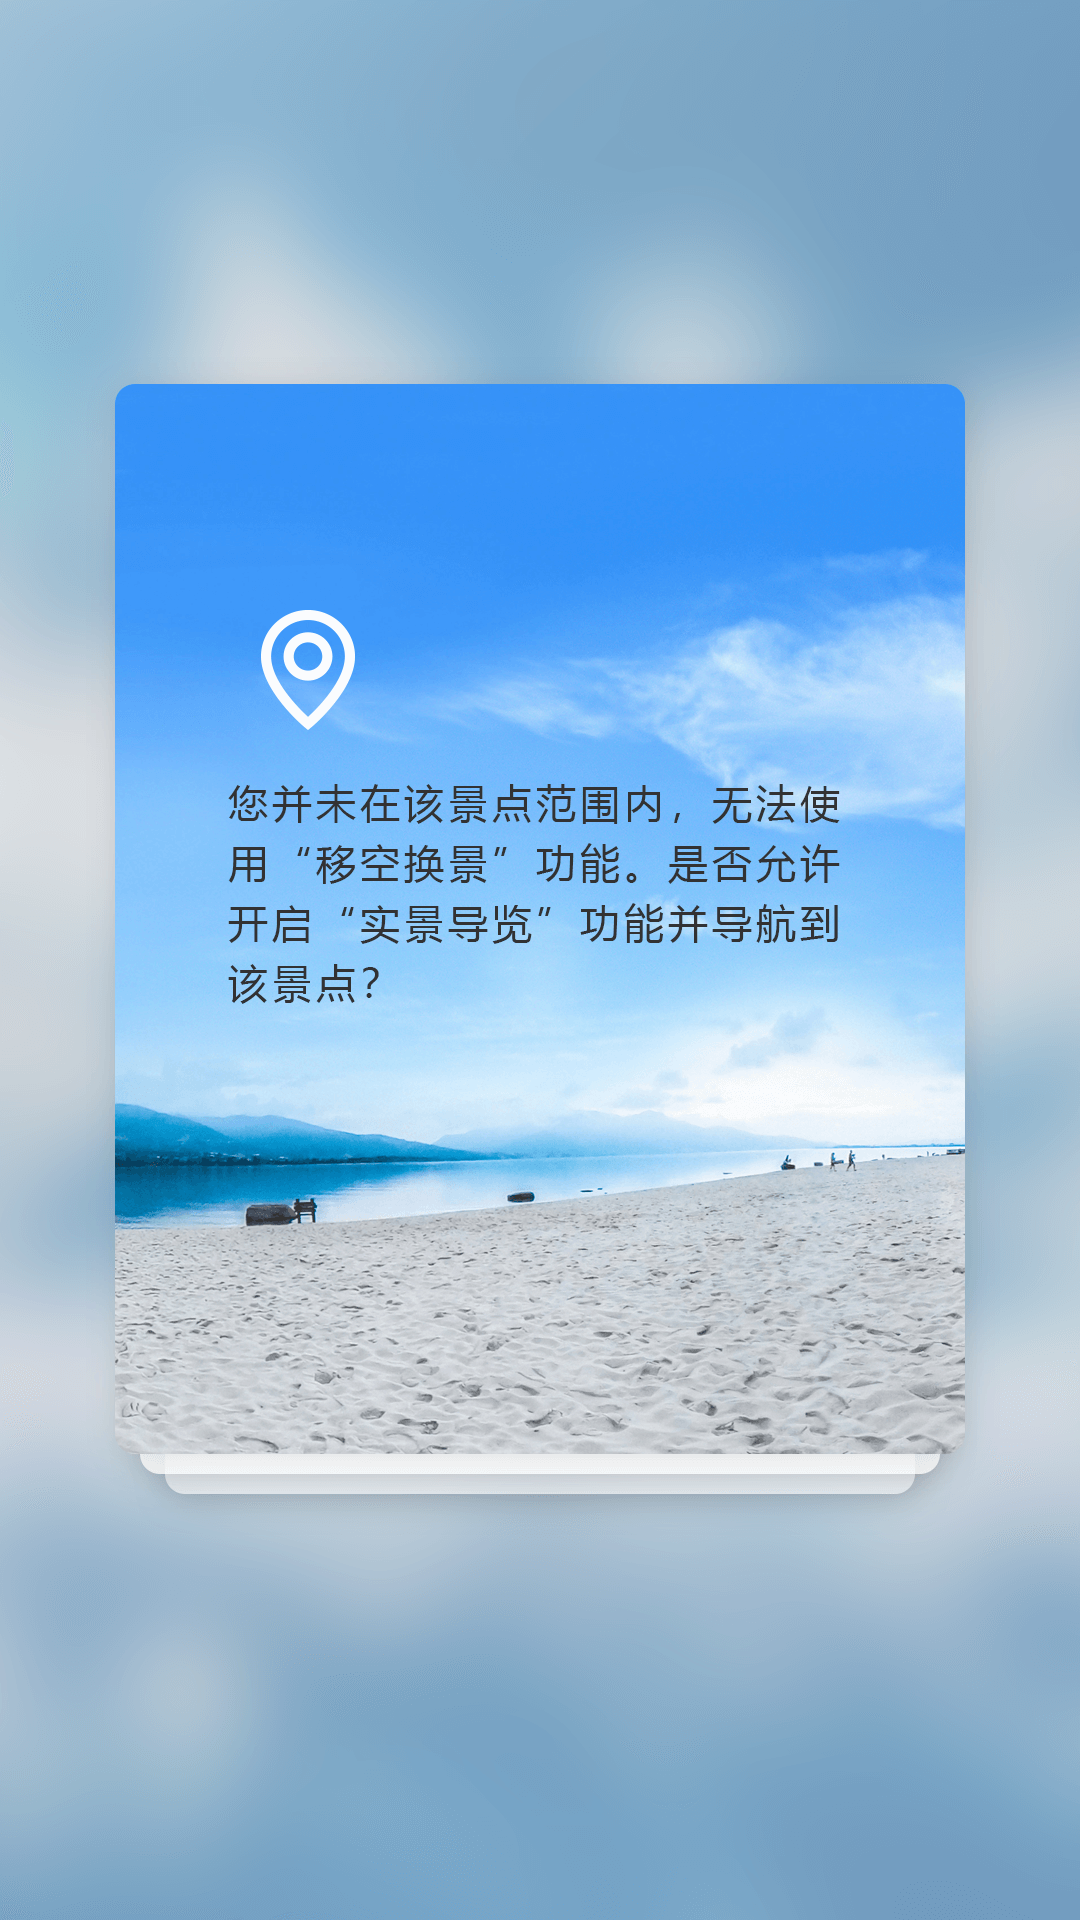 您并未在该景点范围内，无法使
用“移空换景”功能。是否允许
开启“实景导览”功能并导航到
该景点？